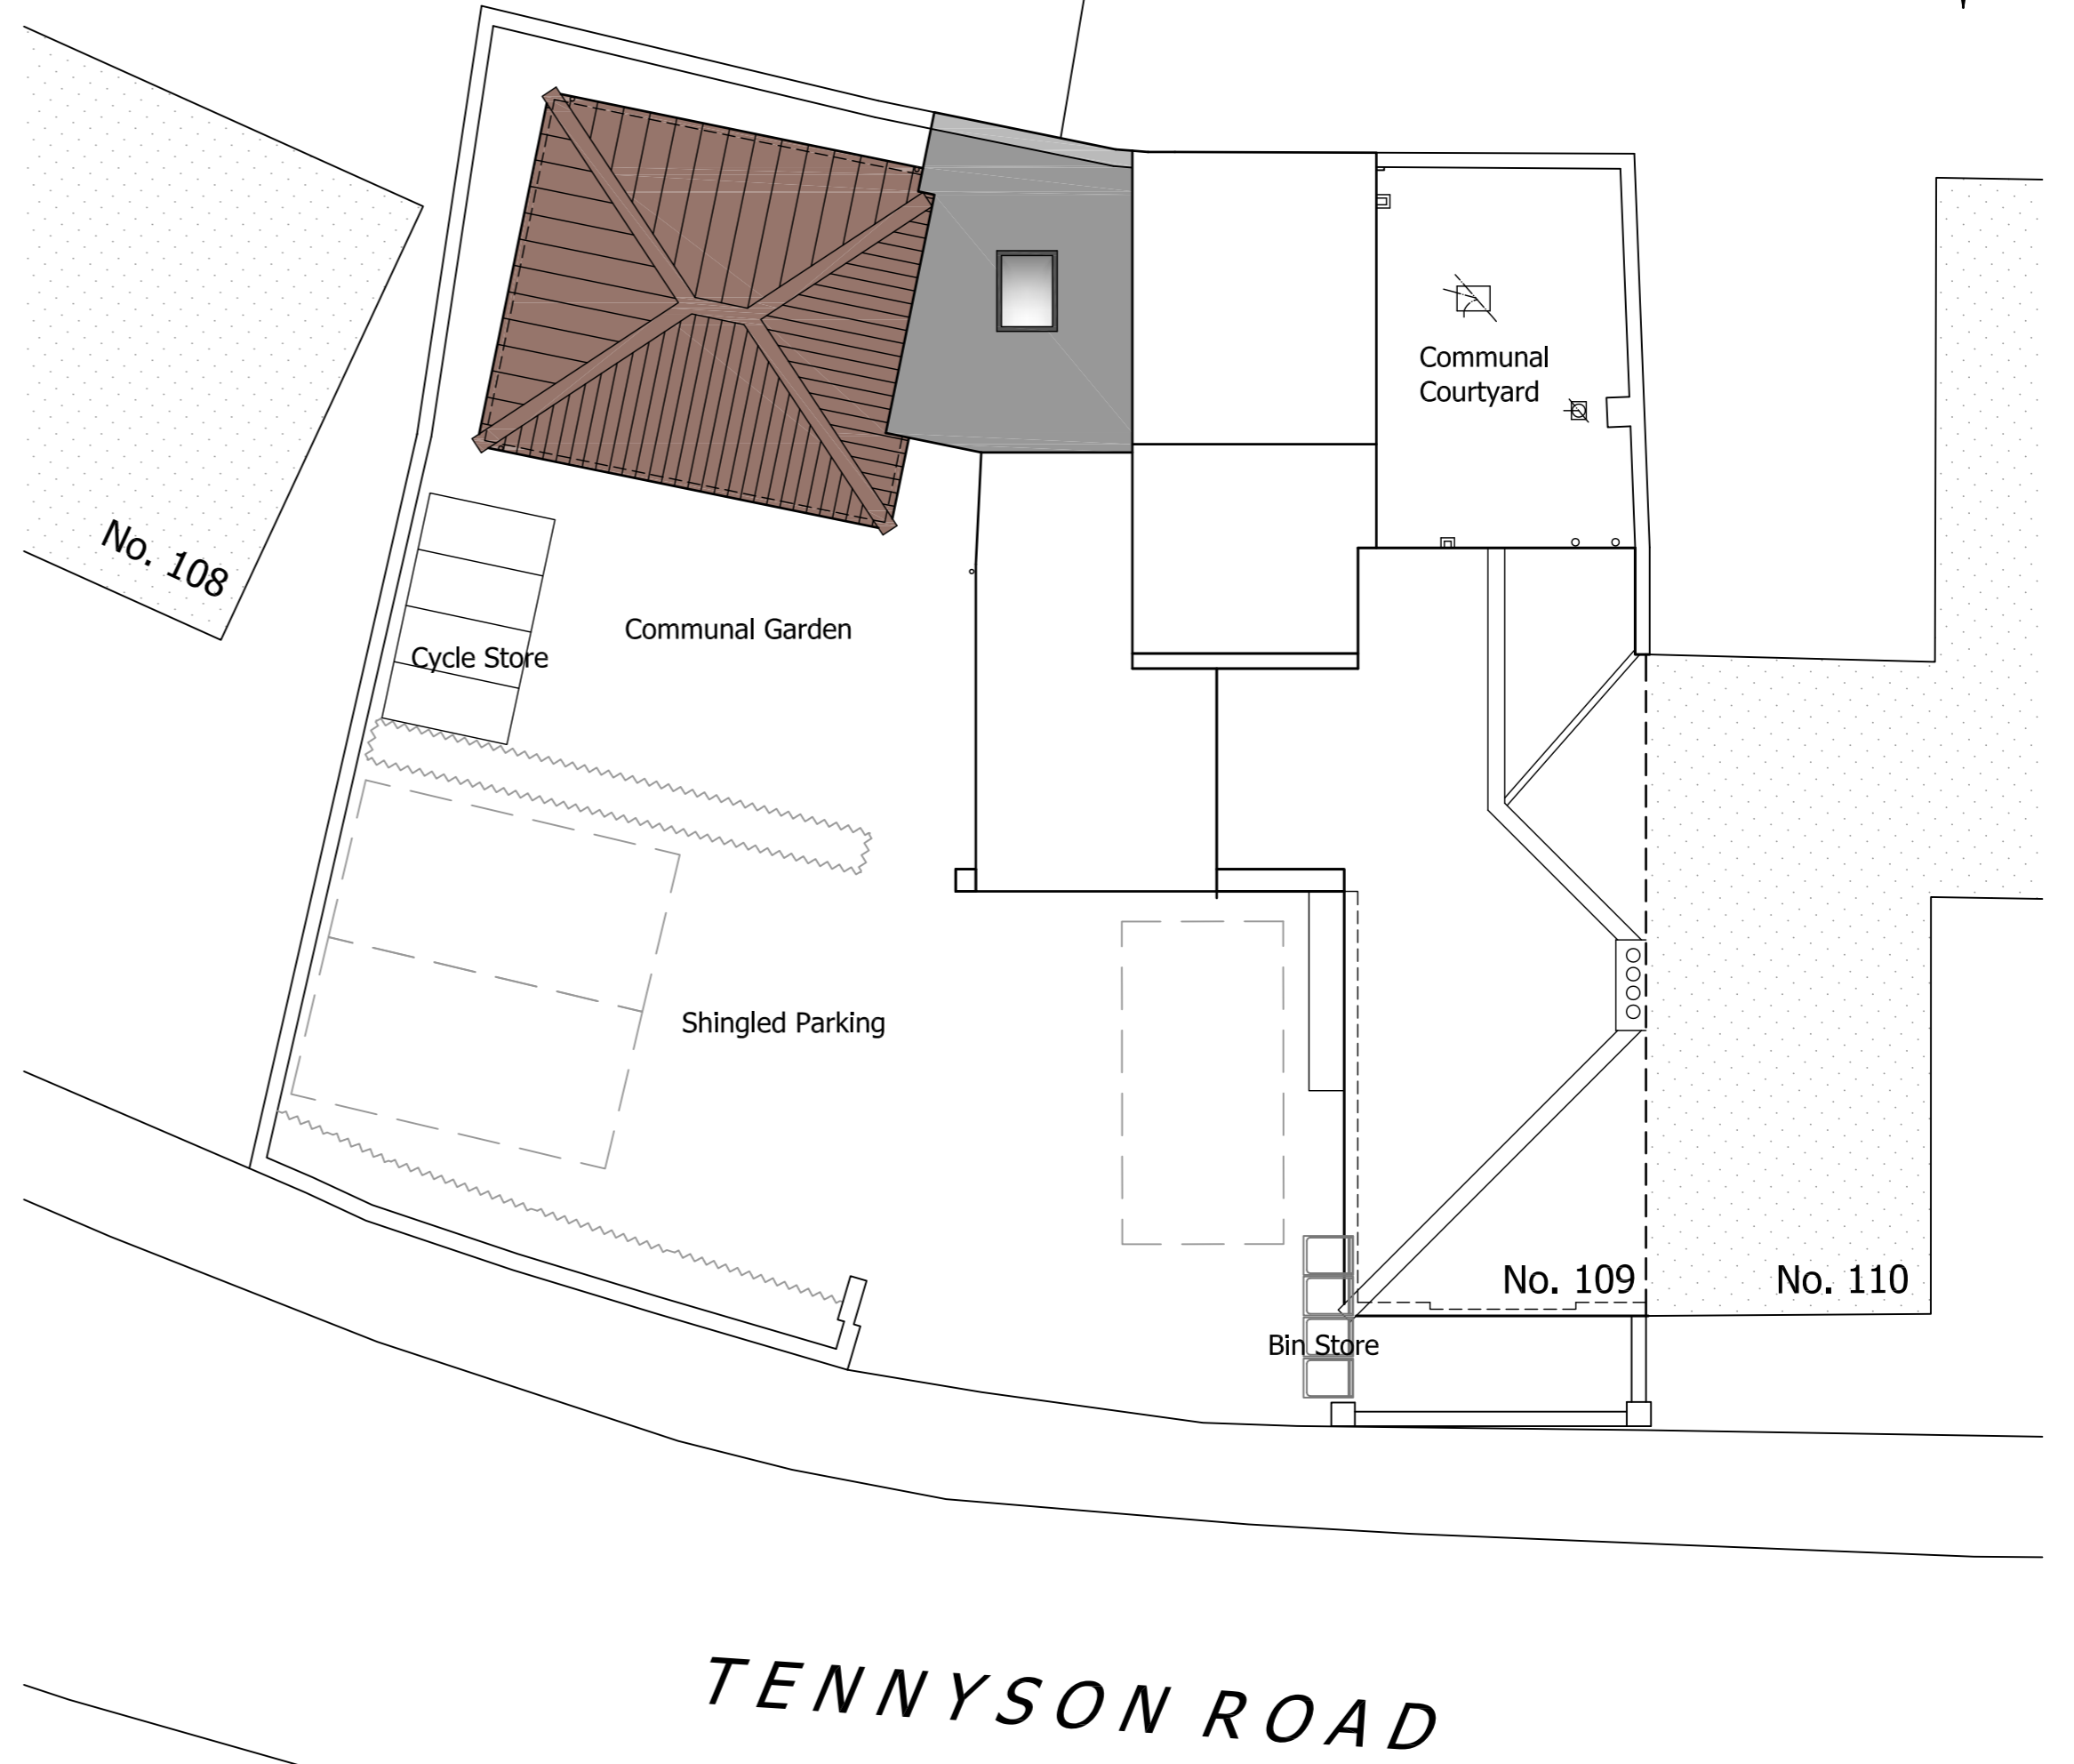 Communal
Courtyard
No. 108
Communal Garden
Cycle Store
Shingled Parking
No. 109
No. 110
Bin Store
TENNYSON ROAD